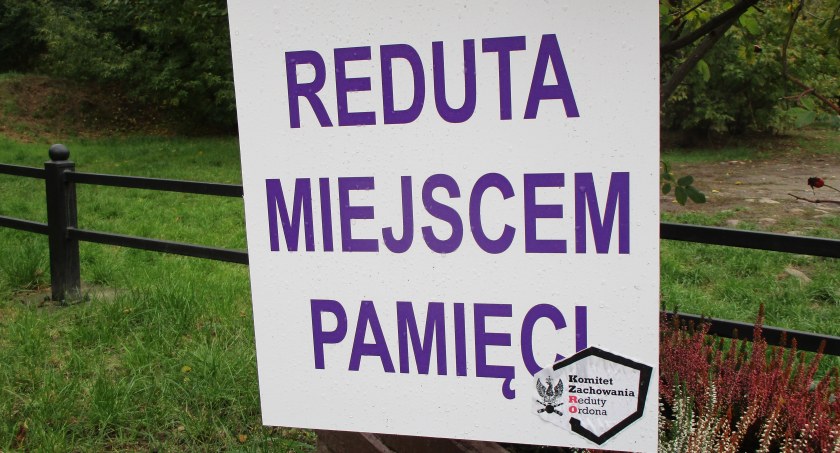 REDUTA
MIEJSCEM
PAMIĘCI
Komitet
Zachowania
Reduty
Ordona